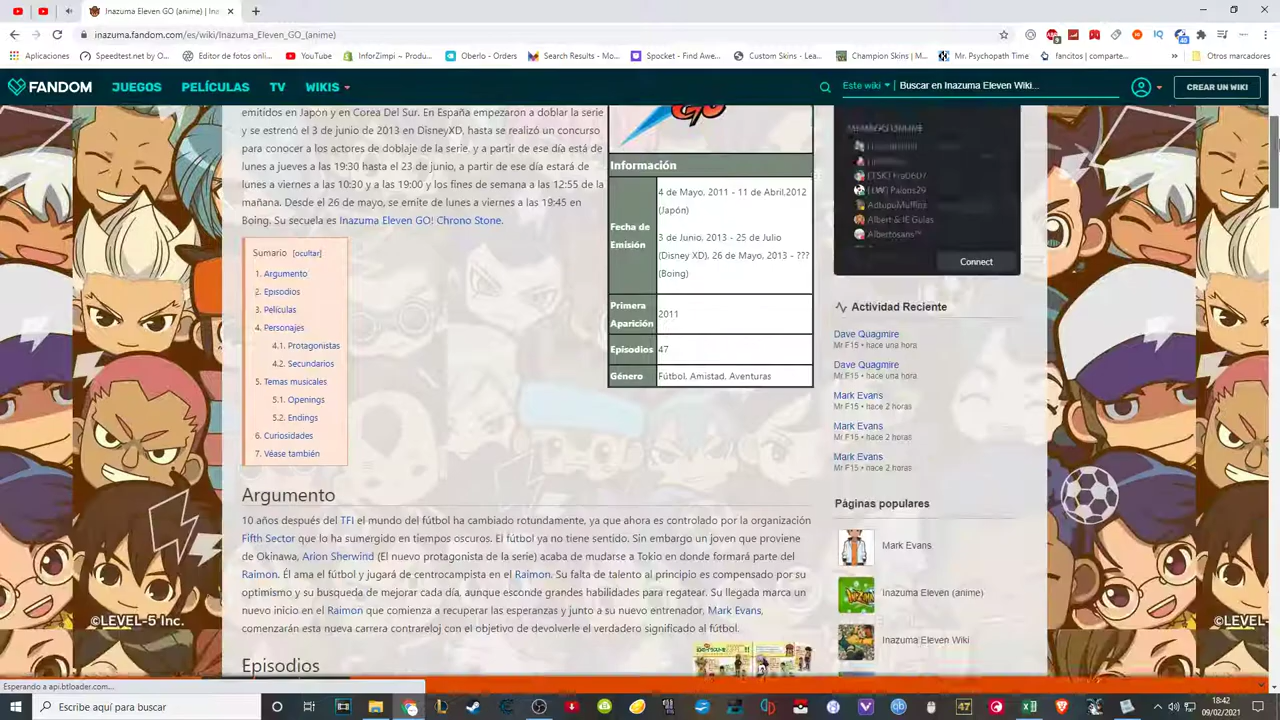 Inazuma Eleven GO (anime) | Ina
inazuma.fandom.com/es/wiki/Inazuma_Eleven_GO_(anime)
Aplicaciones
Speedtest.net by O...
Editor de fotos onli...
YouTube
InforZimpi ~ Produ...
Oberlo - Orders
Search Results - Mo...
Spocket - Find Awe...
Custom Skins - Lea...
Champion Skins | M...
Mr. Psychopath Time
fancitos | comparte...
Otros marcadores
FANDOM
JUEGOS
PELÍCULAS
TV
WIKIS
Este wiki
Buscar en Inazuma Eleven Wiki...
CREAR UN WIKI
emitidos en Japón y en Corea Del Sur. En España empezaron a doblar la serie
y se estrenó el 3 de junio de 2013 en DisneyXD, hasta se realizó un concurso
para conocer a los actores de doblaje de la serie, y a partir de ese día está de
lunes a jueves a las 19:30 hasta el 23 de junio, a partir de ese día estará de
lunes a viernes a las 10:30 y a las 19:00 y los fines de semana a las 12:55 de la
mañana. Desde el 26 de mayo, se emite de lunes a viernes a las 19:45 en
Boing. Su secuela es Inazuma Eleven GO! Chrono Stone.
GO
Información
Fecha de
Emisión
4 de Mayo, 2011 - 11 de Abril,2012
(Japón)
3 de Junio, 2013 - 25 de Julio
(Disney XD), 26 de Mayo, 2013 - ???
(Boing)
Primera
Aparición
2011
Episodios
47
Género
Fútbol, Amistad, Aventuras
Sumario [ocultar]
1. Argumento
2. Episodios
3. Películas
4. Personajes
4.1. Protagonistas
4.2. Secundarios
5. Temas musicales
5.1. Openings
5.2. Endings
6. Curiosidades
7. Véase también
Argumento
10 años después del TFI el mundo del fútbol ha cambiado rotundamente, ya que ahora es controlado por la organización
Fifth Sector que lo ha sumergido en tiempos oscuros. El futbol ya no tiene sentido. Sin embargo un joven que proviene
de Okinawa, Arion Sherwind (El nuevo protagonista de la serie) acaba de mudarse a Tokio en donde formará parte del
Raimon. Él ama el fútbol y jugará de centrocampista en el Raimon. Su falta de talento al principio es compensado por su
optimismo y su busqueda de mejorar cada día, aunque esconde grandes habilidades para regatear. Su llegada marca un
nuevo inicio en el Raimon que comienza a recuperar las esperanzas y junto a su nuevo entrenador, Mark Evans,
comenzarán esta nueva carrera contrareloj con el objetivo de devolverle el verdadero significado al fútbol.
Episodios
[TSK] Fra0607
[LW] Palons29
AdtupuMuffins
Albert & IE Guias
Albertosans
Connect
Actividad Reciente
Dave Quagmire
Mr.F15 • hace una hora
Dave Quagmire
Mr.F15 • hace una hora
Mark Evans
Mr.F15 • hace 2 horas
Mark Evans
Mr.F15 • hace 2 horas
Mark Evans
Mr.F15 • hace 2 horas
Páginas populares
Mark Evans
Inazuma Eleven (anime)
Inazuma Eleven Wiki
©LEVEL-5 Inc.
©LEVEL-5
Esperando a api.btloader.com...
Escribe aquí para buscar
18:42
09/02/2021